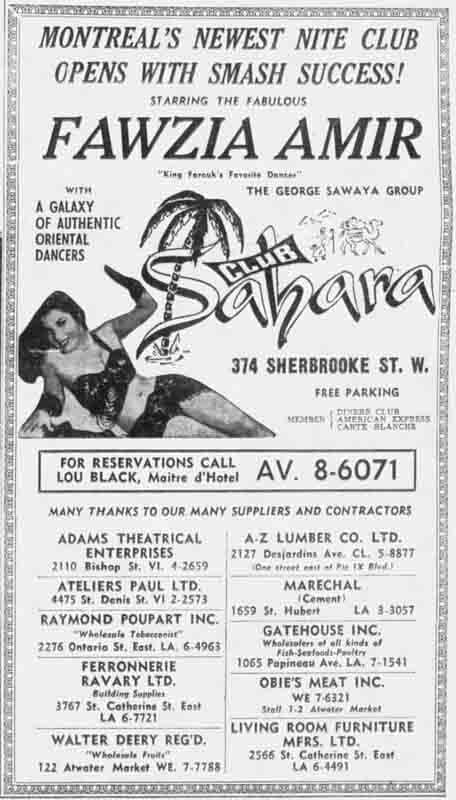 MONTREAL'S NEWEST NITE CLUB
OPENS WITH SMASH SUCCESS!
STARRING THE FABULOUS
FAWZIA AMIR
"King Farouk's Favorite Dancer"
WITH
A GALAXY
OF AUTHENTIC
ORIENTAL
DANCERS
THE GEORGE SAWAYA GROUP
CLUB
Sahara
374 SHERBROOKE ST. W.
FREE PARKING
MEMBER
DINERS CLUB
AMERICAN EXPRESS
CARTE BLANCHE
FOR RESERVATIONS CALL
LOU BLACK, Maitre d'Hotel
AV. 8-6071
MANY THANKS TO OUR MANY SUPPLIERS AND CONTRACTORS
ADAMS THEATRICAL
ENTERPRISES
2110 Bishop St. VI. 4-2659
ATELIERS PAUL LTD.
4475 St. Denis St. VI 2-2573
RAYMOND POUPART INC.
"Wholesale Tobacconist"
2276 Ontario St. East, LA. 6-4963
FERRONNERIE
RAVARY LTD.
Building Supplies
3767 St. Catherine St. East
LA 6-7721
WALTER DEERY REG'D.
"Wholesale Fruits"
122 Atwater Market WE. 7-7788
A-Z LUMBER CO. LTD.
2127 Desjardins Ave. CL. 5-8877
(One street east of Pie IX Blvd.)
MARECHAL
(Cement)
1659 St. Hubert LA 3-3057
GATEHOUSE INC.
Wholesalers of all kinds of
Fish-Seafoods-Poultry
1065 Papineau Ave. LA. 7-1541
OBIE'S MEAT INC.
WE 7-6321
Stall 1-2 Atwater Market
LIVING ROOM FURNITURE
MFRS. LTD.
2566 St. Catherine St. East
LA 6-4491